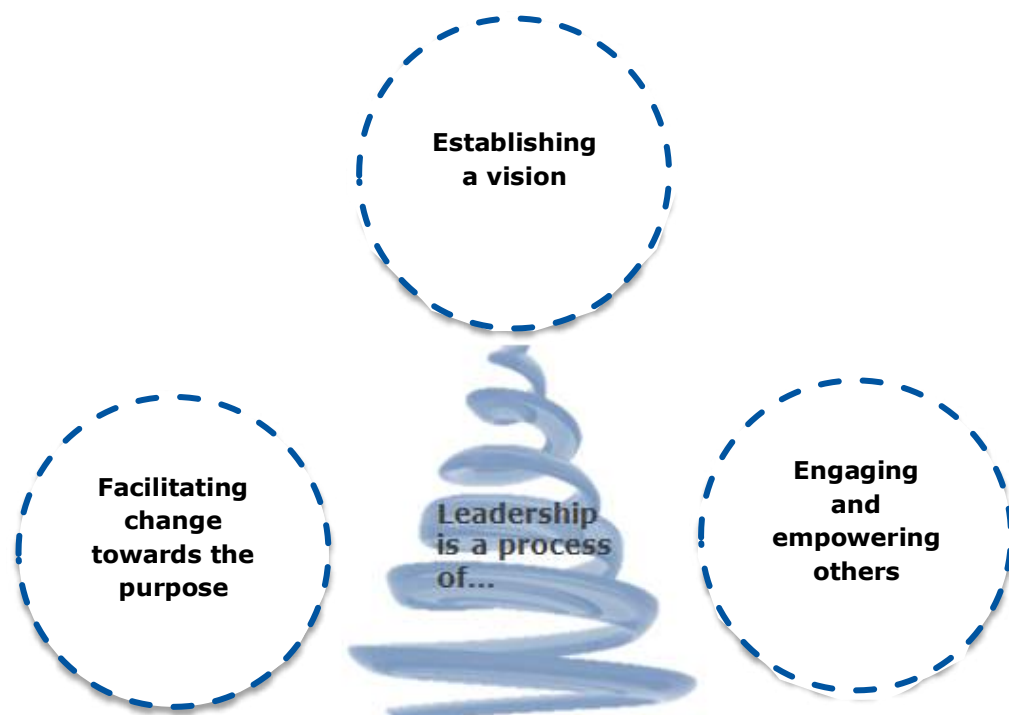 Establishing
a vision
Facilitating
change
towards the
purpose
Leadership
is a process
of...
Engaging
and
empowering
others